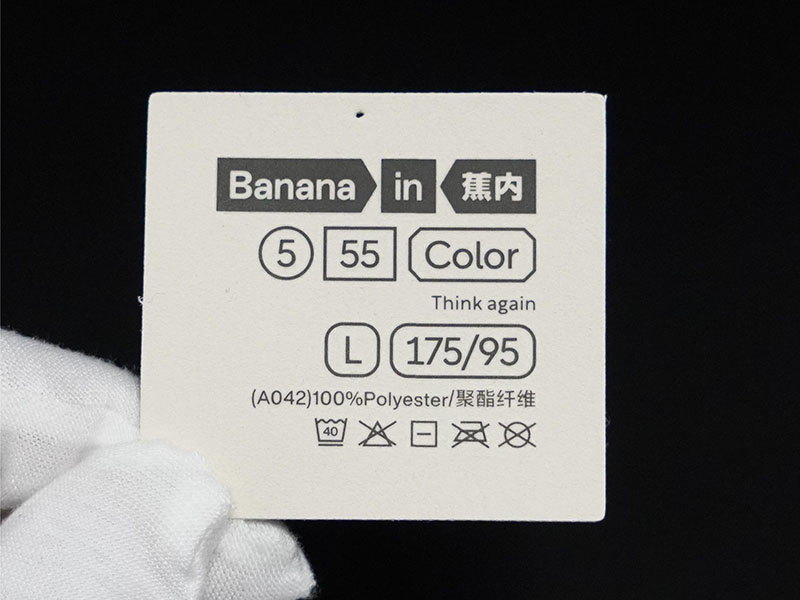 Banana in 蕉内
5 55 Color
Think again
L 175/95
(A042)100%Polyester/聚酯纤维
40